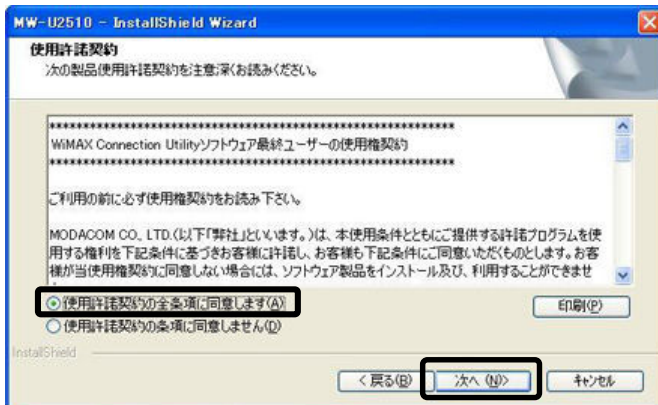 MW-U2510 - InstallShield Wizard
使用許諾契約
次の製品使用許諾契約を注意深くお読みください。
************************************************************
WiMAX Connection Utilityソフトウェア最終ユーザーの使用権契約
************************************************************
ご利用の前に必ず使用権契約をお読み下さい。
MODACOM CO., LTD.(以下「弊社」といいます。)は、本使用条件とともにご提供する許諾プログラムを使
用する権利を下記条件に基づきお客様に許諾し、お客様も下記条件にご同意いただくものとします。お客
様が当使用権契約に同意しない場合には、ソフトウェア製品をインストール及び、利用することができませ
使用許諾契約の全条項に同意します(A)
印刷(P)
使用許諾契約の条項に同意しません(D)
InstallShield
< 戻る(B)
次へ (N)>
キャンセル